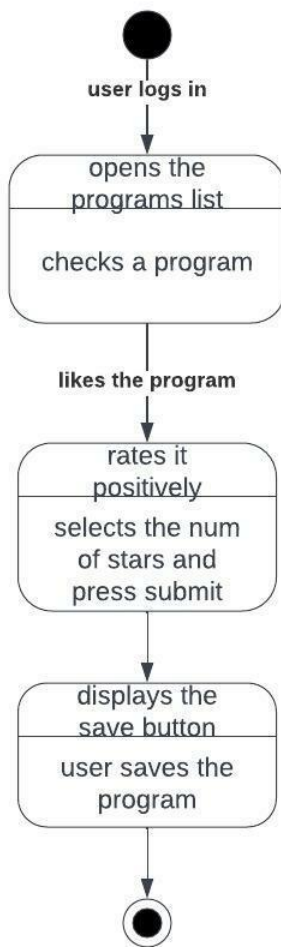 user logs in
opens the
programs list
checks a program
likes the program
rates it
positively
selects the num
of stars and
press submit
displays the
save button
user saves the
program